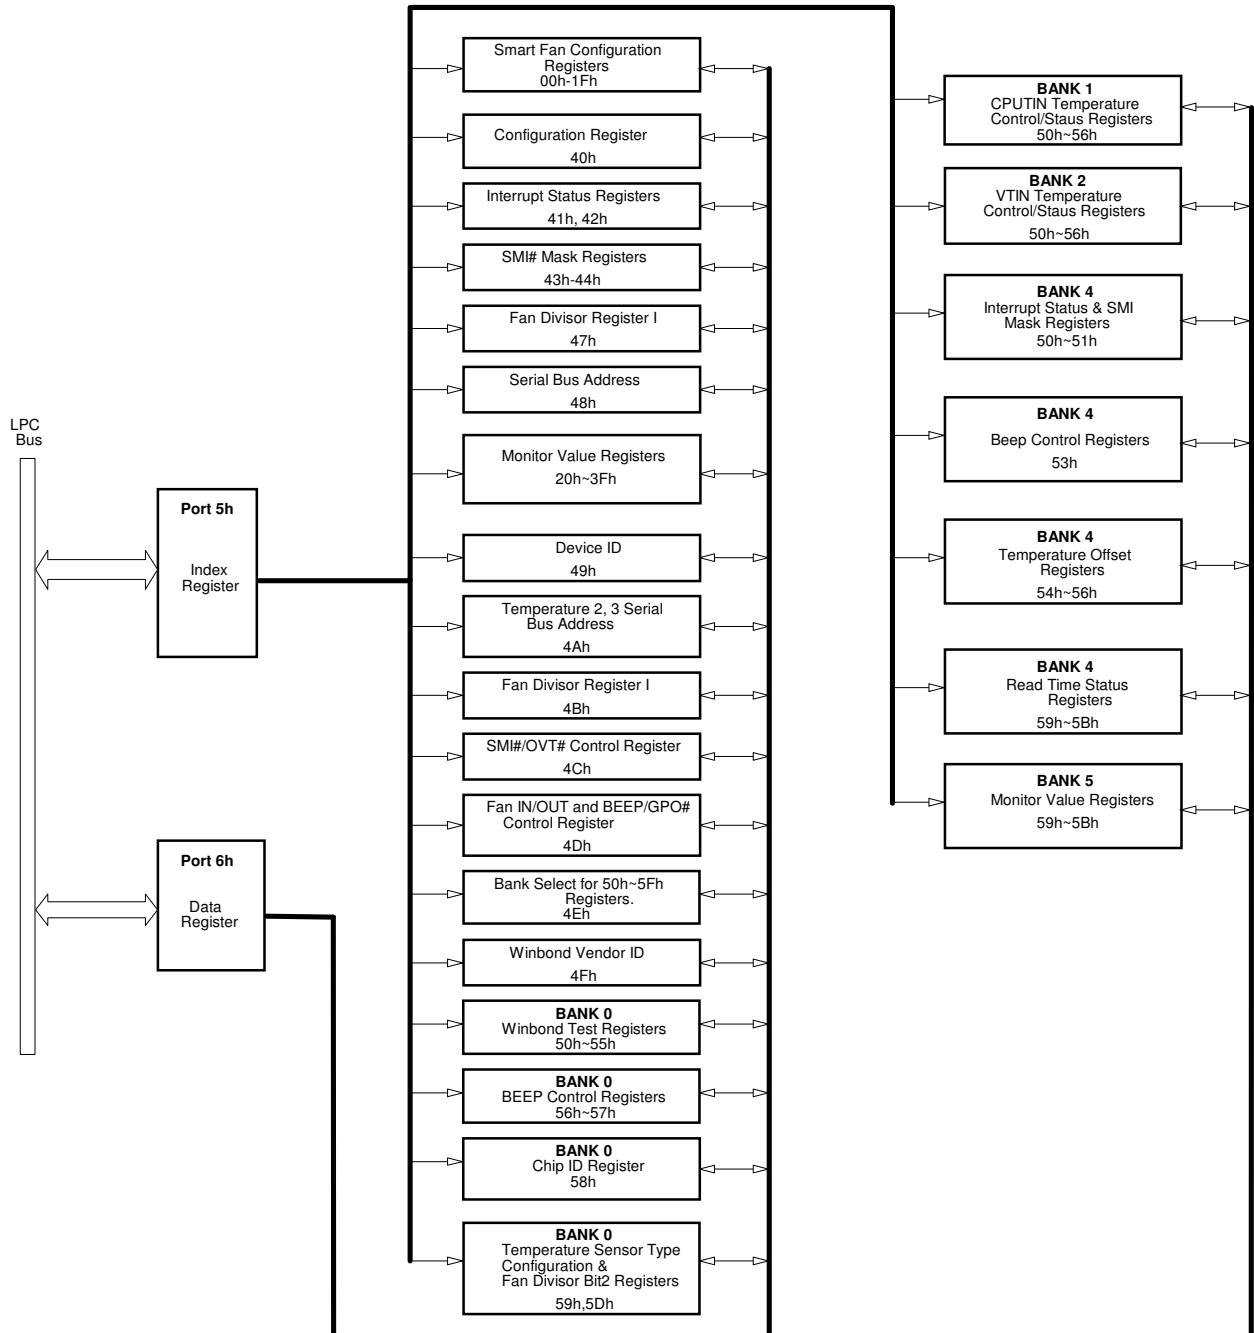 LPC
Bus
Port 5h
Index
Register
Port 6h
Data
Register
Smart Fan Configuration
Registers
00h-1Fh
Configuration Register
40h
Interrupt Status Registers
41h, 42h
SMI# Mask Registers
43h-44h
Fan Divisor Register I
47h
Serial Bus Address
48h
Monitor Value Registers
20h~3Fh
Device ID
49h
Temperature 2, 3 Serial
Bus Address
4Ah
Fan Divisor Register I
4Bh
SMI#/OVT# Control Register
4Ch
Fan IN/OUT and BEEP/GPO#
Control Register
4Dh
Bank Select for 50h~5Fh
Registers.
4Eh
Winbond Vendor ID
4Fh
BANK 0
Winbond Test Registers
50h~55h
BANK 0
BEEP Control Registers
56h~57h
BANK 0
Chip ID Register
58h
BANK 0
Temperature Sensor Type
Configuration &
Fan Divisor Bit2 Registers
59h,5Dh
BANK 1
CPUTIN Temperature
Control/Staus Registers
50h~56h
BANK 2
VTIN Temperature
Control/Staus Registers
50h~56h
BANK 4
Interrupt Status & SMI
Mask Registers
50h~51h
BANK 4
Beep Control Registers
53h
BANK 4
Temperature Offset
Registers
54h~56h
BANK 4
Read Time Status
Registers
59h~5Bh
BANK 5
Monitor Value Registers
59h~5Bh